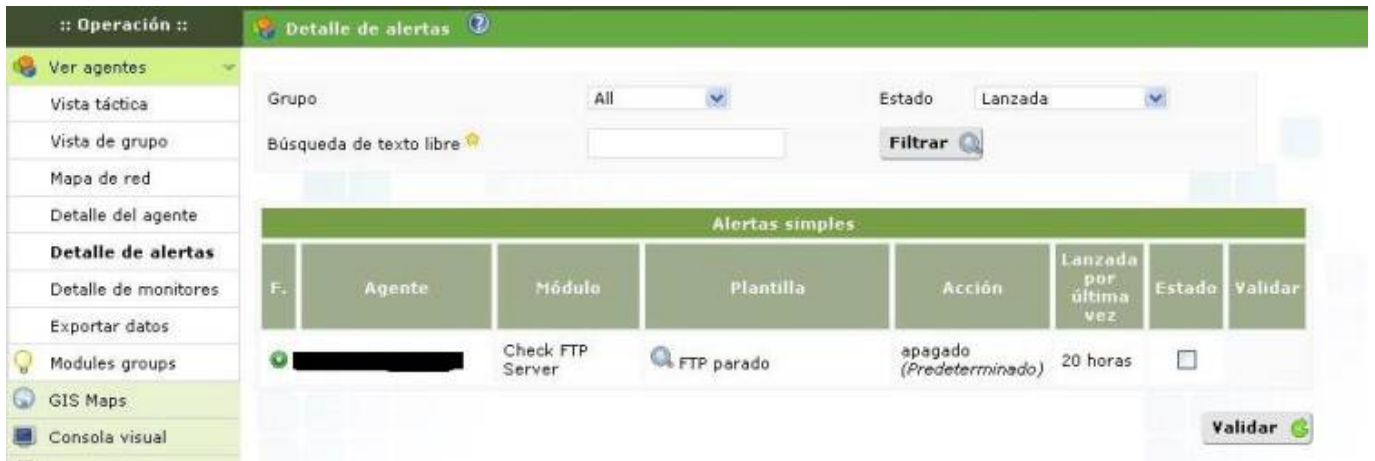 :: Operación ::
Detalle de alertas
Ver agentes
Vista táctica
Vista de grupo
Mapa de red
Detalle del agente
Detalle de alertas
Detalle de monitores
Exportar datos
Modules groups
GIS Maps
Consola visual
Grupo
All
Estado
Lanzada
Búsqueda de texto libre
Filtrar
Alertas simples
F.
Agente
Módulo
Plantilla
Acción
Lanzada
por
última
vez
Estado
Validar
Check FTP
Server
FTP parado
apagado
(Predeterminado)
20 horas
Validar